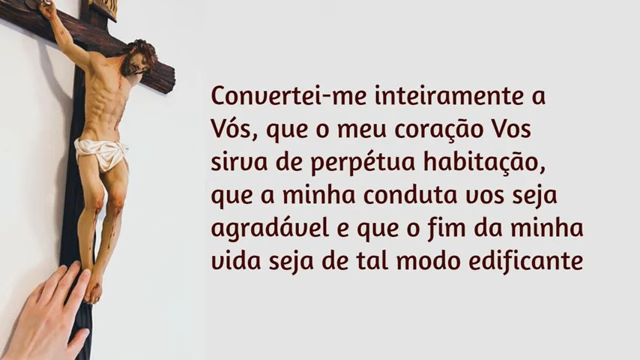 Convertei-me inteiramente a
Vós, que o meu coração Vos
sirva de perpétua habitação,
que a minha conduta vos seja
agradável e que o fim da minha
vida seja de tal modo edificante